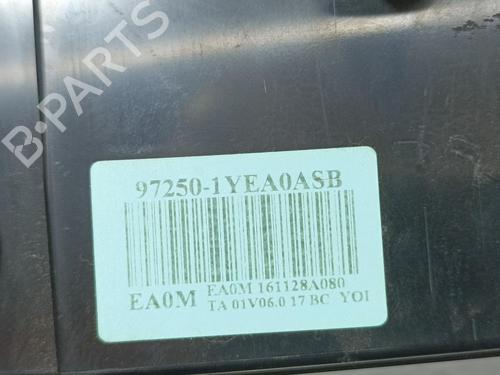 97250-1YEA0ASB
EA0M EA0M 161128A080
TA 01V06.0 17 BC YOI
B-PARTS